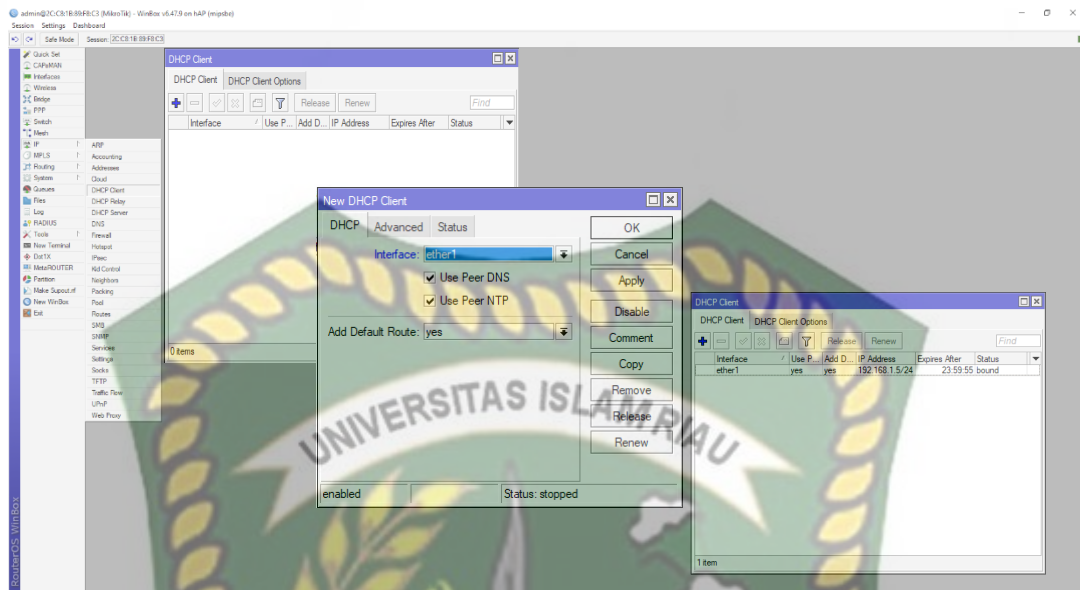 admin@2C:C8:1B:89:F8:C3 (MikroTik) - WinBox v6.47.9 on hAP (mipsbe)
Session Settings Dashboard
Safe Mode Session: 2C:C8:1B:89:F8:C3
Quick Set
CAPsMAN
Interfaces
Wireless
Bridge
PPP
Switch
Mesh
IP
MPLS
Routing
System
Queues
Files
Log
RADIUS
Tools
New Terminal
Dot1X
MetaROUTER
Partition
Make Supout.rif
New WinBox
Exit
RouterOS WinBox
ARP
Accounting
Addresses
Cloud
DHCP Client
DHCP Relay
DHCP Server
DNS
Firewall
Hotspot
IPsec
Kid Control
Neighbors
Packing
Pool
Routes
SMB
SNMP
Services
Settings
Socks
TFTP
Traffic Flow
UPnP
Web Proxy
DHCP Client
DHCP Client DHCP Client Options
Release Renew Find
Interface Use P... Add D... IP Address Expires After Status
0 items
New DHCP Client
DHCP Advanced Status
Interface: ether1
Use Peer DNS
Use Peer NTP
Add Default Route: yes
OK
Cancel
Apply
Disable
Comment
Copy
Remove
Release
Renew
enabled Status: stopped
DHCP Client
DHCP Client DHCP Client Options
Release Renew Find
Interface Use P... Add D... IP Address Expires After Status
ether1 yes yes 192.168.1.5/24 23:59:55 bound
1 item
UNIVERSITAS ISLAM RIAU